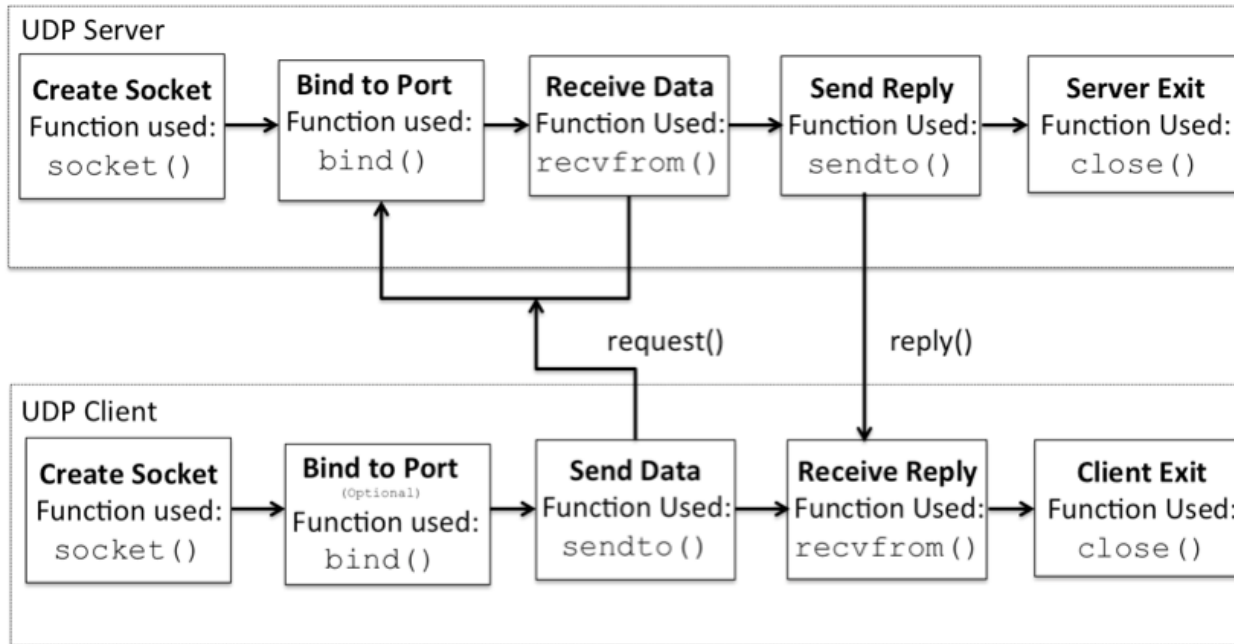 UDP Server
Create Socket
Function used:
socket()
Bind to Port
Function used:
bind()
Receive Data
Function Used:
recvfrom()
Send Reply
Function Used:
sendto()
Server Exit
Function Used:
close()
request()
reply()
UDP Client
Create Socket
Function used:
socket()
Bind to Port
(Optional)
Function used:
bind()
Send Data
Function Used:
sendto()
Receive Reply
Function Used:
recvfrom()
Client Exit
Function Used:
close()